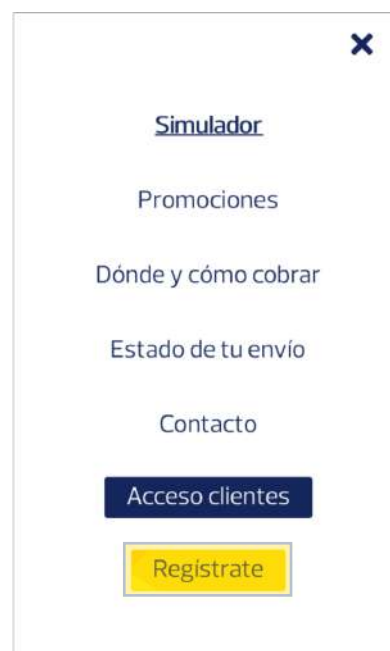 Simulador
Promociones
Dónde y cómo cobrar
Estado de tu envío
Contacto
Acceso clientes
Regístrate